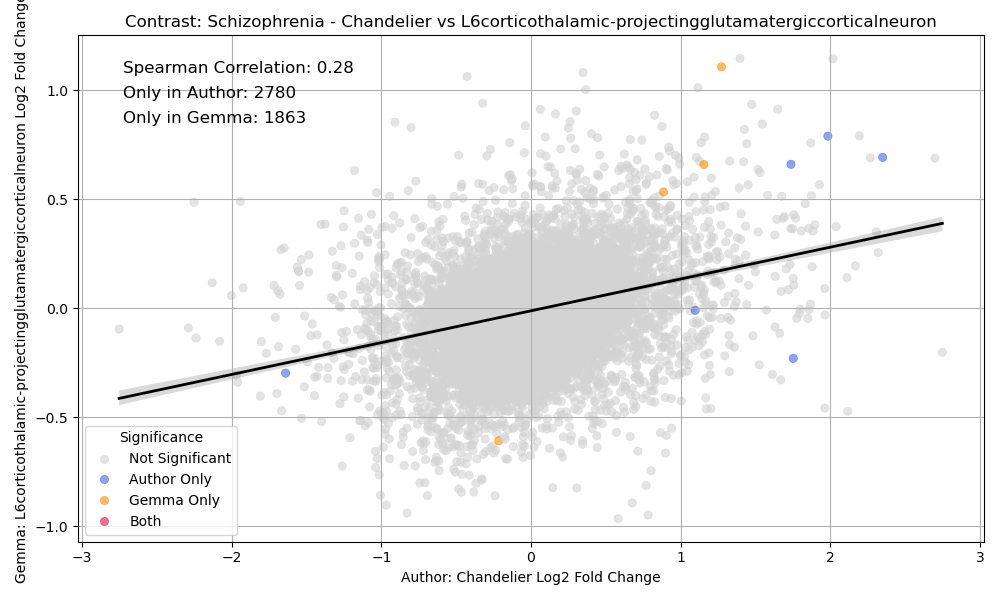 Contrast: Schizophrenia - Chandelier vs L6corticothalamic-projectingglutamatergiccorticalneuron
Gemma: L6corticothalamic-projectingglutamatergiccorticalneuron Log2 Fold Change
Spearman Correlation: 0.28
Only in Author: 2780
Only in Gemma: 1863
1.0
0.5
0.0
−0.5
−1.0
Significance
Not Significant
Author Only
Gemma Only
Both
−3
−2
−1
0
1
2
3
Author: Chandelier Log2 Fold Change